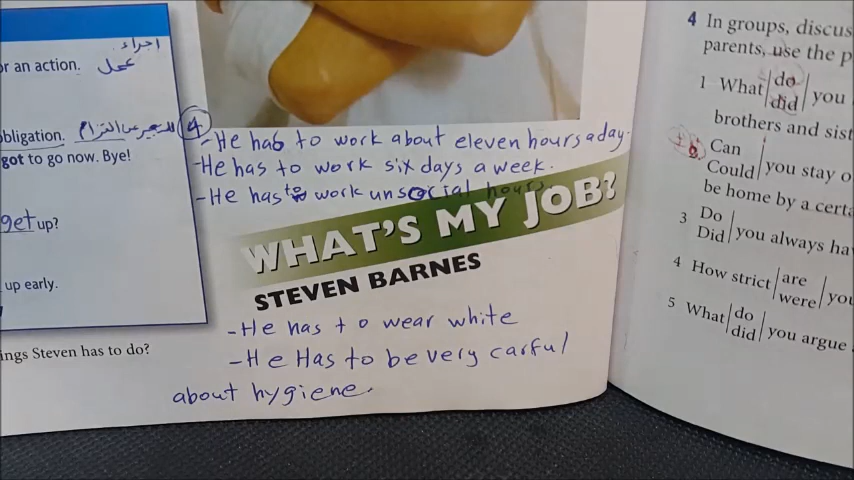 اجراء
or an action. عمل
obligation. للتعبير عن التزام
got to go now. Bye!
get up?
up early.
ings Steven has to do?
4
-He has to work about eleven hours a day.
-He has to work six days a week.
-He has to work unsocial hours
WHAT'S MY JOB?
STEVEN BARNES
-He has to wear white
-He Has to be very carful
about hygiene.
4 In groups, discus
parents, use the p
1 What do you
did
brothers and sist
Can
Could you stay o
be home by a certa
3 Do
Did you always ha
4 How strict are you
were
5 What do you argue
did